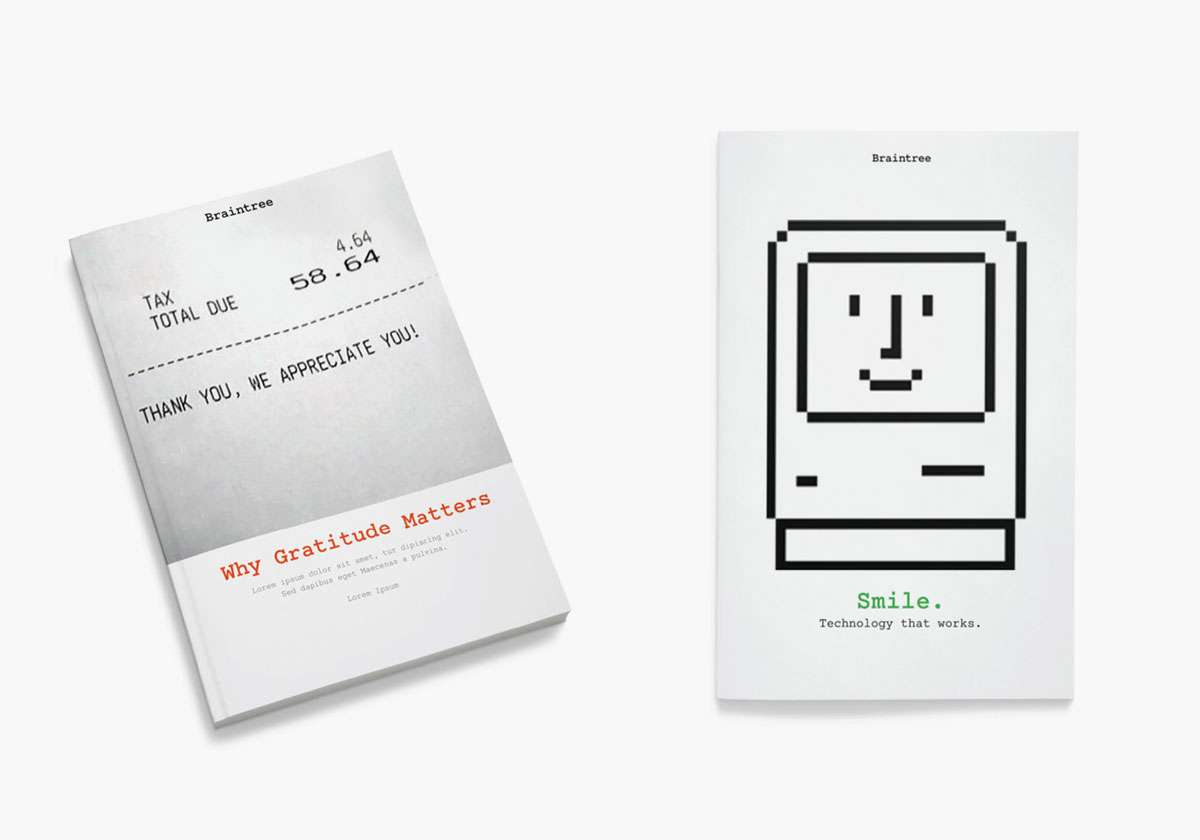 Braintree
4.64
58.64
TAX
TOTAL DUE
THANK YOU, WE APPRECIATE YOU!
Why Gratitude Matters
Lorem ipsum dolor sit amet, tur dipiscing elit.
Sed dapibus eget Maecenas a pulvina.
Lorem Ipsum
Braintree
Smile.
Technology that works.